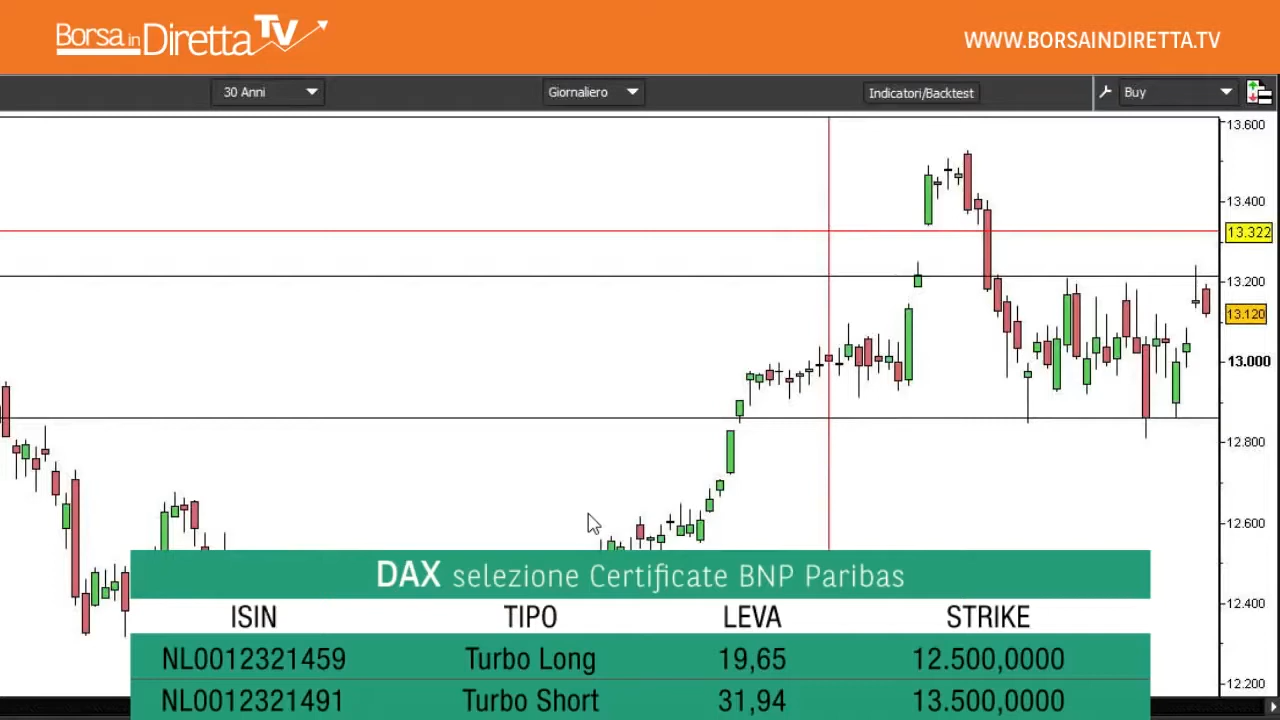 Borsa in Diretta TV
WWW.BORSAINDIRETTA.TV
30 Anni
Giornaliero
Indicatori/Backtest
Buy
13.600
13.400
13.322
13.200
13.120
13.000
12.800
12.600
12.400
12.200
DAX selezione Certificate BNP Paribas
ISIN TIPO LEVA STRIKE
NL0012321459 Turbo Long 19,65 12.500,0000
NL0012321491 Turbo Short 31,94 13.500,0000